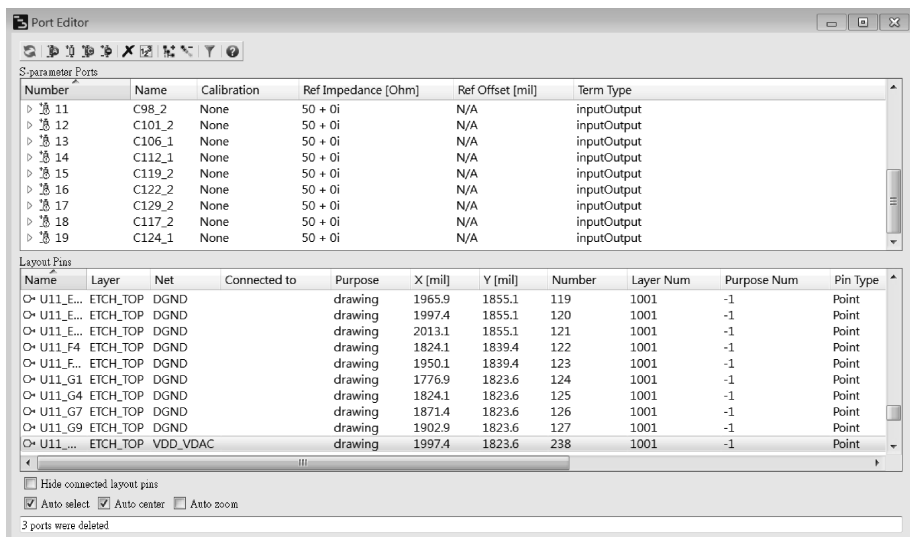 Port Editor
S-parameter Ports
Number Name Calibration Ref Impedance [Ohm] Ref Offset [mil] Term Type
11 C98_2 None 50 + 0i N/A inputOutput
12 C101_2 None 50 + 0i N/A inputOutput
13 C106_1 None 50 + 0i N/A inputOutput
14 C112_1 None 50 + 0i N/A inputOutput
15 C119_2 None 50 + 0i N/A inputOutput
16 C122_2 None 50 + 0i N/A inputOutput
17 C129_2 None 50 + 0i N/A inputOutput
18 C117_2 None 50 + 0i N/A inputOutput
19 C124_1 None 50 + 0i N/A inputOutput
Layout Pins
Name Layer Net Connected to Purpose X [mil] Y [mil] Number Layer Num Purpose Num Pin Type
U11_E... ETCH_TOP DGND drawing 1965.9 1855.1 119 1001 -1 Point
U11_E... ETCH_TOP DGND drawing 1997.4 1855.1 120 1001 -1 Point
U11_E... ETCH_TOP DGND drawing 2013.1 1855.1 121 1001 -1 Point
U11_F4 ETCH_TOP DGND drawing 1824.1 1839.4 122 1001 -1 Point
U11_F... ETCH_TOP DGND drawing 1950.1 1839.4 123 1001 -1 Point
U11_G1 ETCH_TOP DGND drawing 1776.9 1823.6 124 1001 -1 Point
U11_G4 ETCH_TOP DGND drawing 1824.1 1823.6 125 1001 -1 Point
U11_G7 ETCH_TOP DGND drawing 1871.4 1823.6 126 1001 -1 Point
U11_G9 ETCH_TOP DGND drawing 1902.9 1823.6 127 1001 -1 Point
U11_... ETCH_TOP VDD_VDAC drawing 1997.4 1823.6 238 1001 -1 Point
Hide connected layout pins
Auto select Auto center Auto zoom
3 ports were deleted